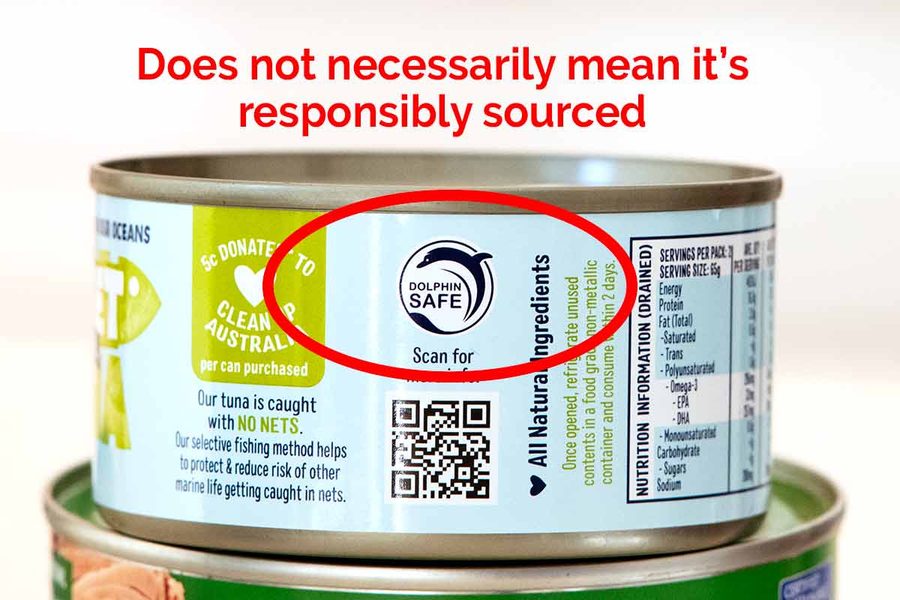 Does not necessarily mean it's
responsibly sourced
OCEANS
5c DONATED TO
CLEAN UP
AUSTRALIA
per can purchased
Our tuna is caught
with NO NETS.
Our selective fishing method helps
to protect & reduce risk of other
marine life getting caught in nets.
DOLPHIN
SAFE
Scan for
All Natural Ingredients
Once opened, refrigerate unused
contents in a food grade non-metallic
container and consume within 2 days.
NUTRITION INFORMATION (DRAINED)
SERVINGS PER PACK:
SERVING SIZE: 65g
PER SERVING
Energy
Protein
Fat (Total)
-Saturated
- Trans
- Polyunsaturated
- Omega-3
- EPA
- DHA
- Monounsaturated
Carbohydrate
- Sugars
Sodium